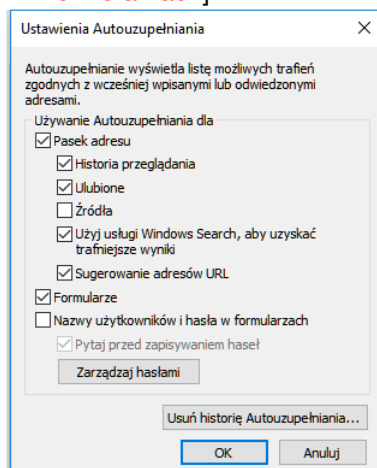 Ustawienia Autouzupełniania
Autouzupełnianie wyświetla listę możliwych trafień
zgodnych z wcześniej wpisanymi lub odwiedzonymi
adresami.
Używanie Autouzupełniania dla
Pasek adresu
Historia przeglądania
Ulubione
Źródła
Użyj usługi Windows Search, aby uzyskać
trafniejsze wyniki
Sugerowanie adresów URL
Formularze
Nazwy użytkowników i hasła w formularzach
Pytaj przed zapisywaniem haseł
Zarządzaj hasłami
Usuń historię Autouzupełniania...
OK Anuluj